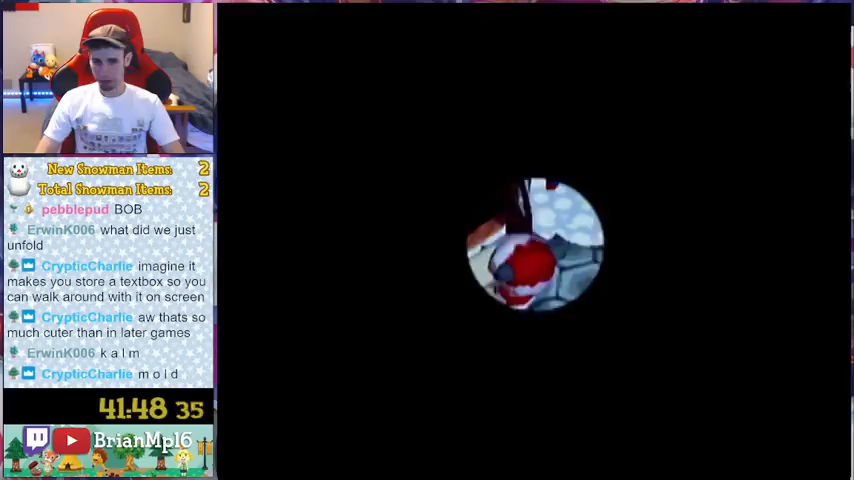 New Snowman Items: 2
Total Snowman Items: 2
pebblepud BOB
ErwinK006 what did we just
unfold
CrypticCharlie imagine it
makes you store a textbox so you
can walk around with it on screen
CrypticCharlie aw thats so
much cuter than in later games
ErwinK006 k a l m
CrypticCharlie m o l d
41:48 35
BrianMp16